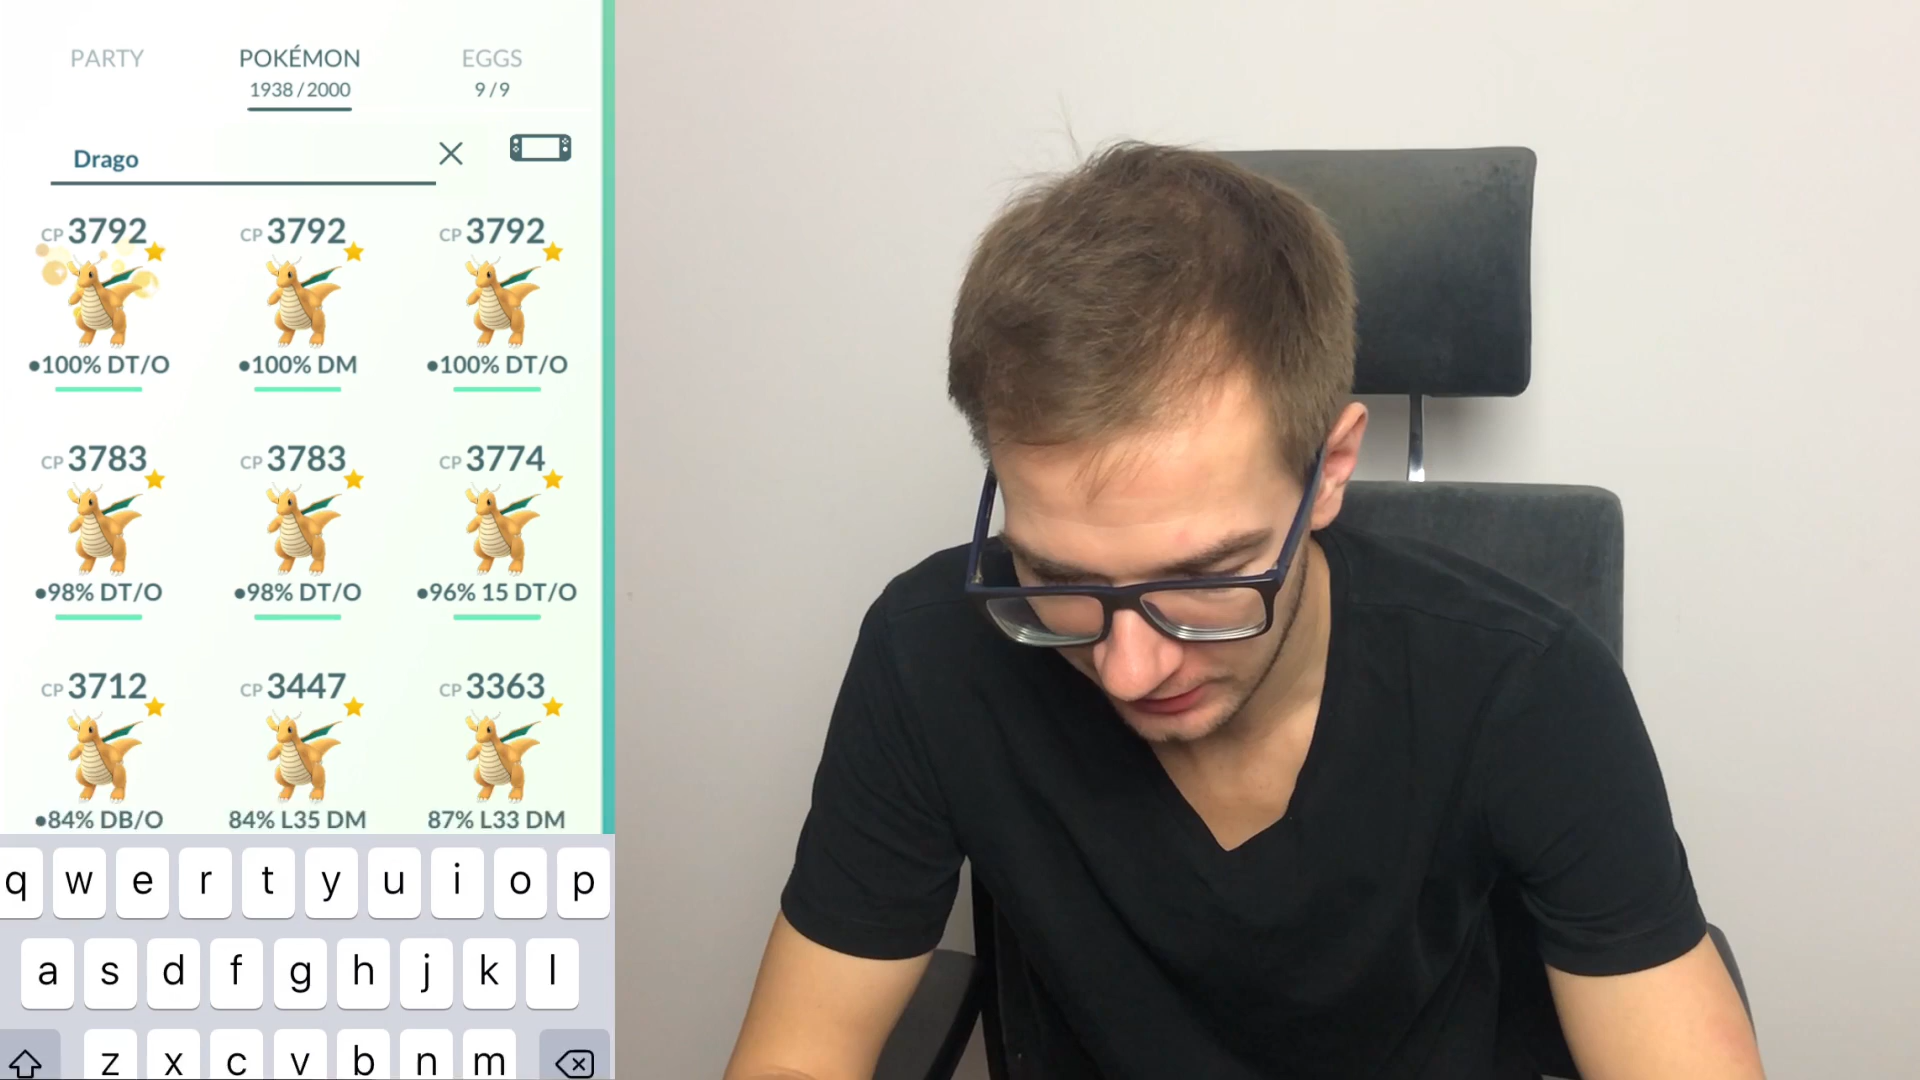 PARTY POKÉMON EGGS
1938 / 2000 9 / 9
Drago
CP 3792 CP 3792 CP 3792
●100% DT/O ●100% DM ●100% DT/O
CP 3783 CP 3783 CP 3774
●98% DT/O ●98% DT/O ●96% 15 DT/O
CP 3712 CP 3447 CP 3363
●84% DB/O 84% L35 DM 87% L33 DM
q w e r t y u i o p
a s d f g h j k l
z x c v b n m